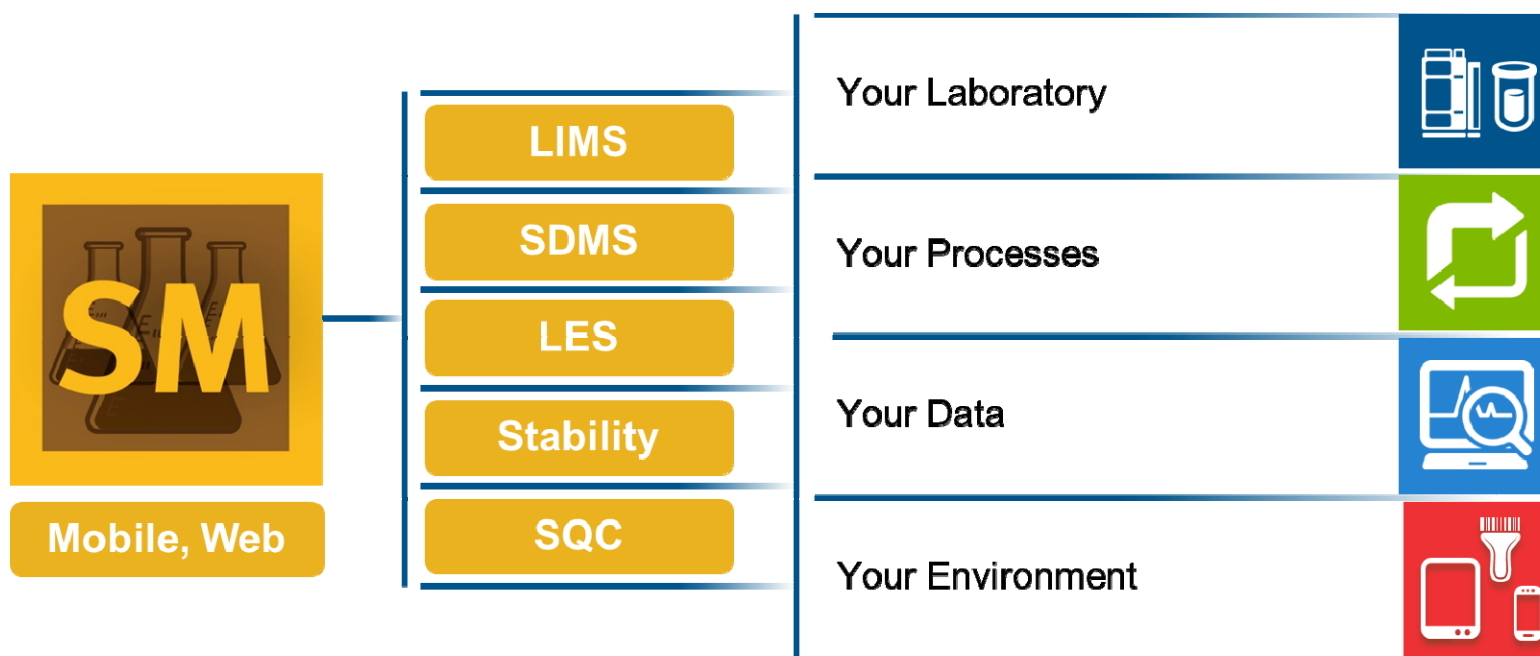 SM
Mobile, Web
LIMS
SDMS
LES
Stability
SQC
Your Laboratory
Your Processes
Your Data
Your Environment